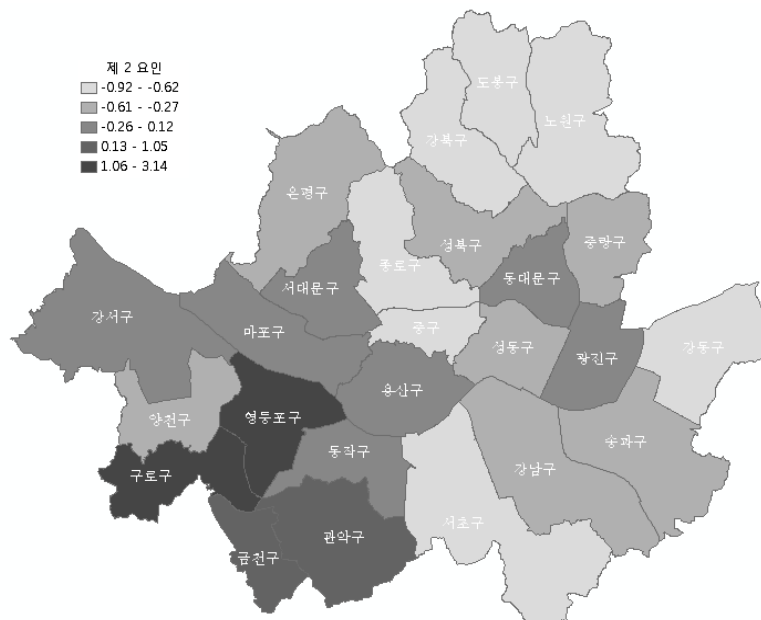 제 2 요인
-0.92 - -0.62
-0.61 - -0.27
-0.26 - 0.12
0.13 - 1.05
1.06 - 3.14
도봉구
노원구
강북구
은평구
성북구
중랑구
종로구
동대문구
서대문구
강서구
마포구
중구
성동구
광진구
강동구
용산구
양천구
영등포구
동작구
송파구
강남구
구로구
서초구
관악구
금천구